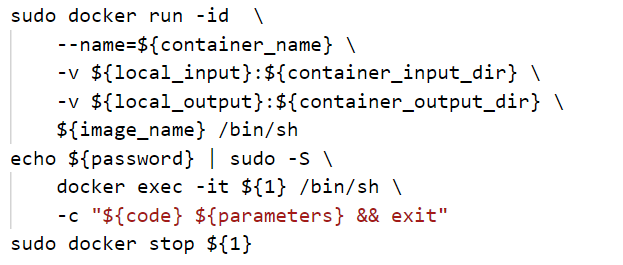 sudo docker run -id  \
    --name=${container_name} \
    -v ${local_input}:${container_input_dir} \
    -v ${local_output}:${container_output_dir} \
    ${image_name} /bin/sh
echo ${password} | sudo -S \
    docker exec -it ${1} /bin/sh \
    -c "${code} ${parameters} && exit"
sudo docker stop ${1}